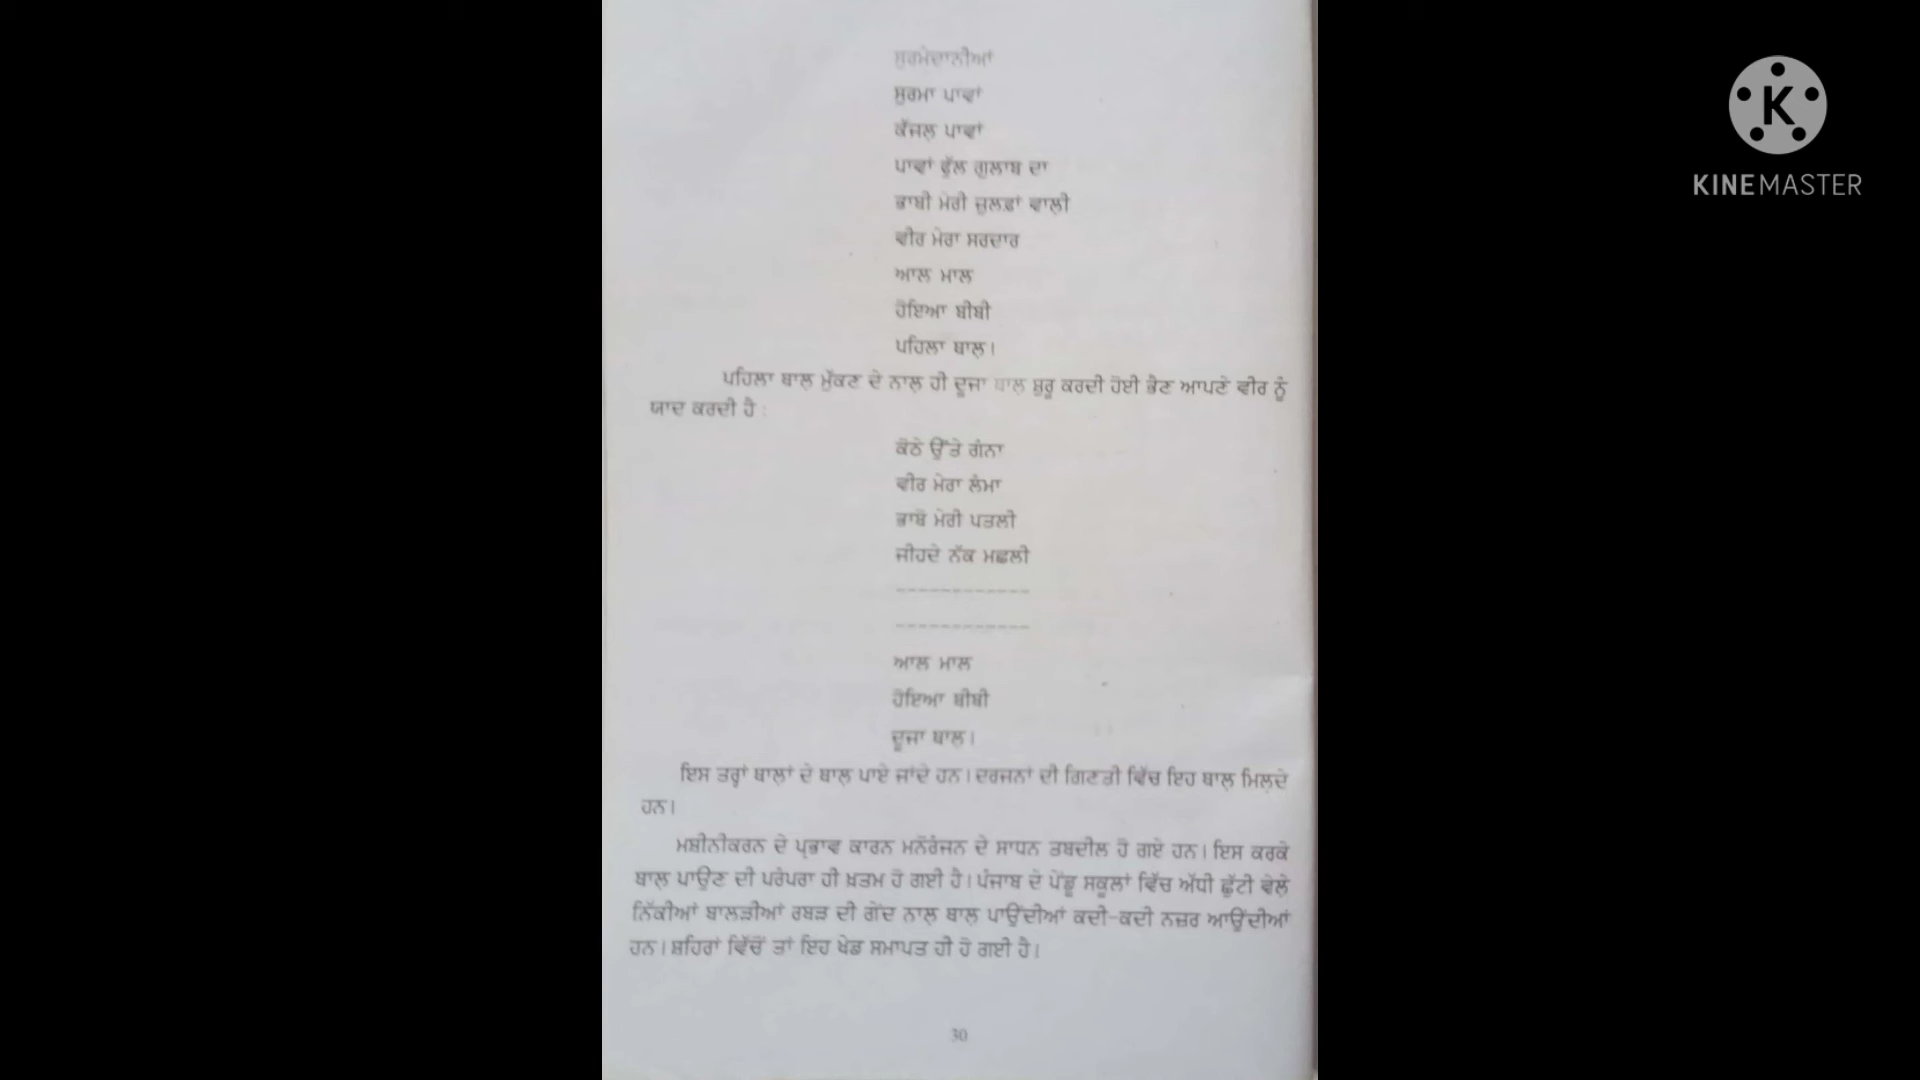 ਸੁਰਮੇਦਾਨੀਆਂ
ਸੁਰਮਾ ਪਾਵਾਂ
ਕੱਜਲ਼ ਪਾਵਾਂ
ਪਾਵਾਂ ਫੁੱਲ ਗੁਲਾਬ ਦਾ
ਭਾਬੀ ਮੇਰੀ ਜ਼ੁਲਫ਼ਾਂ ਵਾਲ਼ੀ
ਵੀਰ ਮੇਰਾ ਸਰਦਾਰ
ਆਲ ਮਾਲ
ਹੋਇਆ ਬੀਬੀ
ਪਹਿਲਾ ਥਾਲ਼।
ਪਹਿਲਾ ਥਾਲ਼ ਮੁੱਕਣ ਦੇ ਨਾਲ਼ ਹੀ ਦੂਜਾ ਥਾਲ਼ ਸ਼ੁਰੂ ਕਰਦੀ ਹੋਈ ਭੈਣ ਆਪਣੇ ਵੀਰ ਨੂੰ
ਯਾਦ ਕਰਦੀ ਹੈ :
ਕੋਠੇ ਉੱਤੇ ਗੰਨਾ
ਵੀਰ ਮੇਰਾ ਲੰਮਾ
ਭਾਬੋ ਮੇਰੀ ਪਤਲੀ
ਜੀਹਦੇ ਨੱਕ ਮਛਲੀ
------------
------------
ਆਲ ਮਾਲ
ਹੋਇਆ ਬੀਬੀ
ਦੂਜਾ ਥਾਲ਼।
ਇਸ ਤਰ੍ਹਾਂ ਥਾਲ਼ਾਂ ਦੇ ਥਾਲ਼ ਪਾਏ ਜਾਂਦੇ ਹਨ। ਦਰਜਨਾਂ ਦੀ ਗਿਣਤੀ ਵਿੱਚ ਇਹ ਥਾਲ਼ ਮਿਲ਼ਦੇ
ਹਨ।
ਮਸ਼ੀਨੀਕਰਨ ਦੇ ਪ੍ਰਭਾਵ ਕਾਰਨ ਮਨੋਰੰਜਨ ਦੇ ਸਾਧਨ ਤਬਦੀਲ ਹੋ ਗਏ ਹਨ। ਇਸ ਕਰਕੇ
ਥਾਲ਼ ਪਾਉਣ ਦੀ ਪਰੰਪਰਾ ਹੀ ਖ਼ਤਮ ਹੋ ਗਈ ਹੈ। ਪੰਜਾਬ ਦੇ ਪੇਂਡੂ ਸਕੂਲਾਂ ਵਿੱਚ ਅੱਧੀ ਛੁੱਟੀ ਵੇਲ਼ੇ
ਨਿੱਕੀਆਂ ਬਾਲੜੀਆਂ ਰਬੜ ਦੀ ਗੇਂਦ ਨਾਲ਼ ਥਾਲ਼ ਪਾਉਂਦੀਆਂ ਕਦੀ-ਕਦੀ ਨਜ਼ਰ ਆਉਂਦੀਆਂ
ਹਨ। ਸ਼ਹਿਰਾਂ ਵਿੱਚੋਂ ਤਾਂ ਇਹ ਖੇਡ ਸਮਾਪਤ ਹੀ ਹੋ ਗਈ ਹੈ।
30
K
KINEMASTER